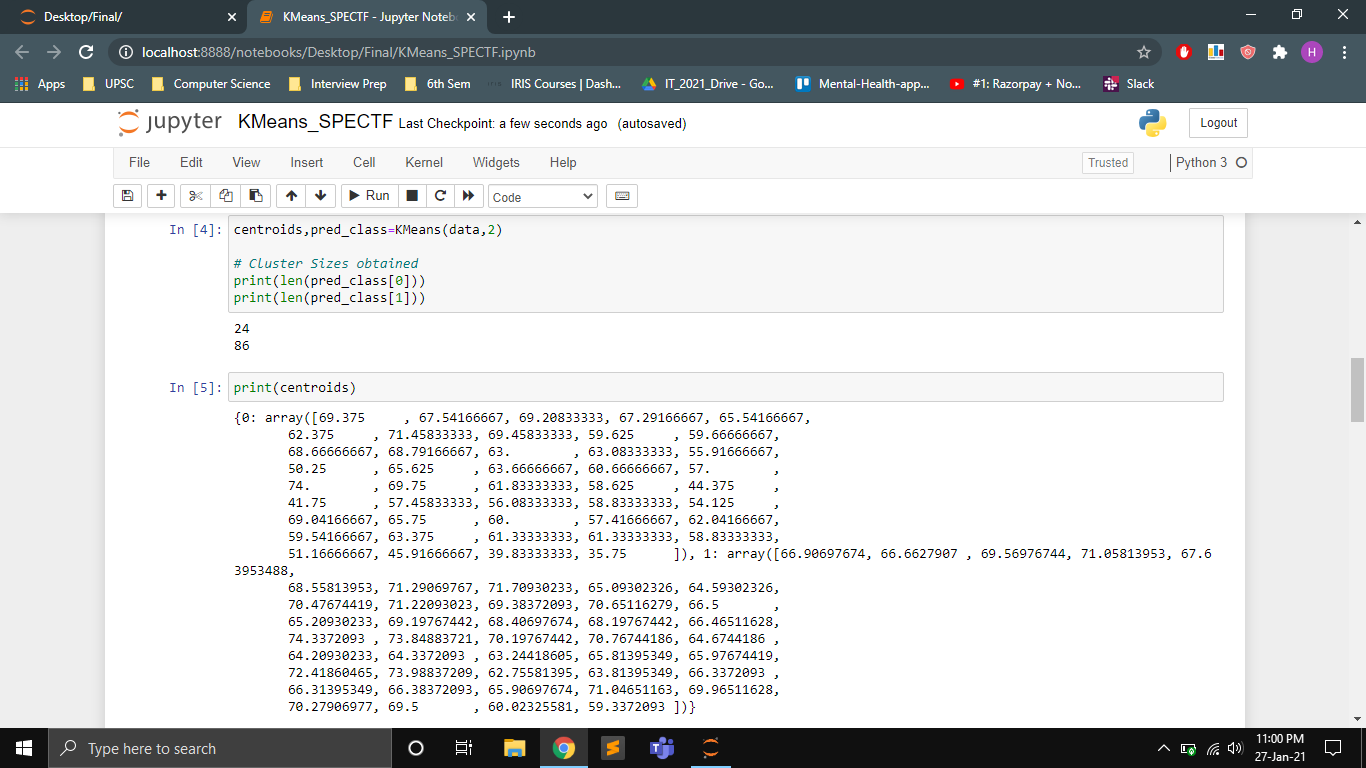 Desktop/Final/
KMeans_SPECTF - Jupyter Noteb
localhost:8888/notebooks/Desktop/Final/KMeans_SPECTF.ipynb
H
Apps UPSC Computer Science Interview Prep 6th Sem IRIS Courses | Dash... IT_2021_Drive - Go... Mental-Health-app... #1: Razorpay + No... Slack
jupyter KMeans_SPECTF Last Checkpoint: a few seconds ago (autosaved)
Logout
File Edit View Insert Cell Kernel Widgets Help Trusted Python 3
Run Code
In [4]: centroids,pred_class=KMeans(data,2)
# Cluster Sizes obtained
print(len(pred_class[0]))
print(len(pred_class[1]))
24
86
In [5]: print(centroids)
{0: array([69.375     , 67.54166667, 69.20833333, 67.29166667, 65.54166667,
62.375     , 71.45833333, 69.45833333, 59.625     , 59.66666667,
68.66666667, 68.79166667, 63.        , 63.08333333, 55.91666667,
50.25      , 65.625     , 63.66666667, 60.66666667, 57.        ,
74.        , 69.75     , 61.83333333, 58.625     , 44.375     ,
41.75      , 57.45833333, 56.08333333, 58.83333333, 54.125     ,
69.04166667, 65.75     , 60.        , 57.41666667, 62.04166667,
59.54166667, 63.375    , 61.33333333, 61.33333333, 58.83333333,
51.16666667, 45.91666667, 39.83333333, 35.75      ]), 1: array([66.90697674, 66.6627907 , 69.56976744, 71.05813953, 67.6
3953488,
68.55813953, 71.29069767, 71.70930233, 65.09302326, 64.59302326,
70.47674419, 71.22093023, 69.38372093, 70.65116279, 66.5       ,
65.20930233, 69.19767442, 68.40697674, 68.19767442, 66.46511628,
74.3372093 , 73.84883721, 70.19767442, 70.76744186, 64.6744186 ,
64.20930233, 64.3372093 , 63.24418605, 65.81395349, 65.97674419,
72.41860465, 73.98837209, 62.75581395, 63.81395349, 66.3372093 ,
66.31395349, 66.38372093, 65.90697674, 71.04651163, 69.96511628,
70.27906977, 69.5       , 60.02325581, 59.3372093 ])}
Type here to search
11:00 PM
27-Jan-21